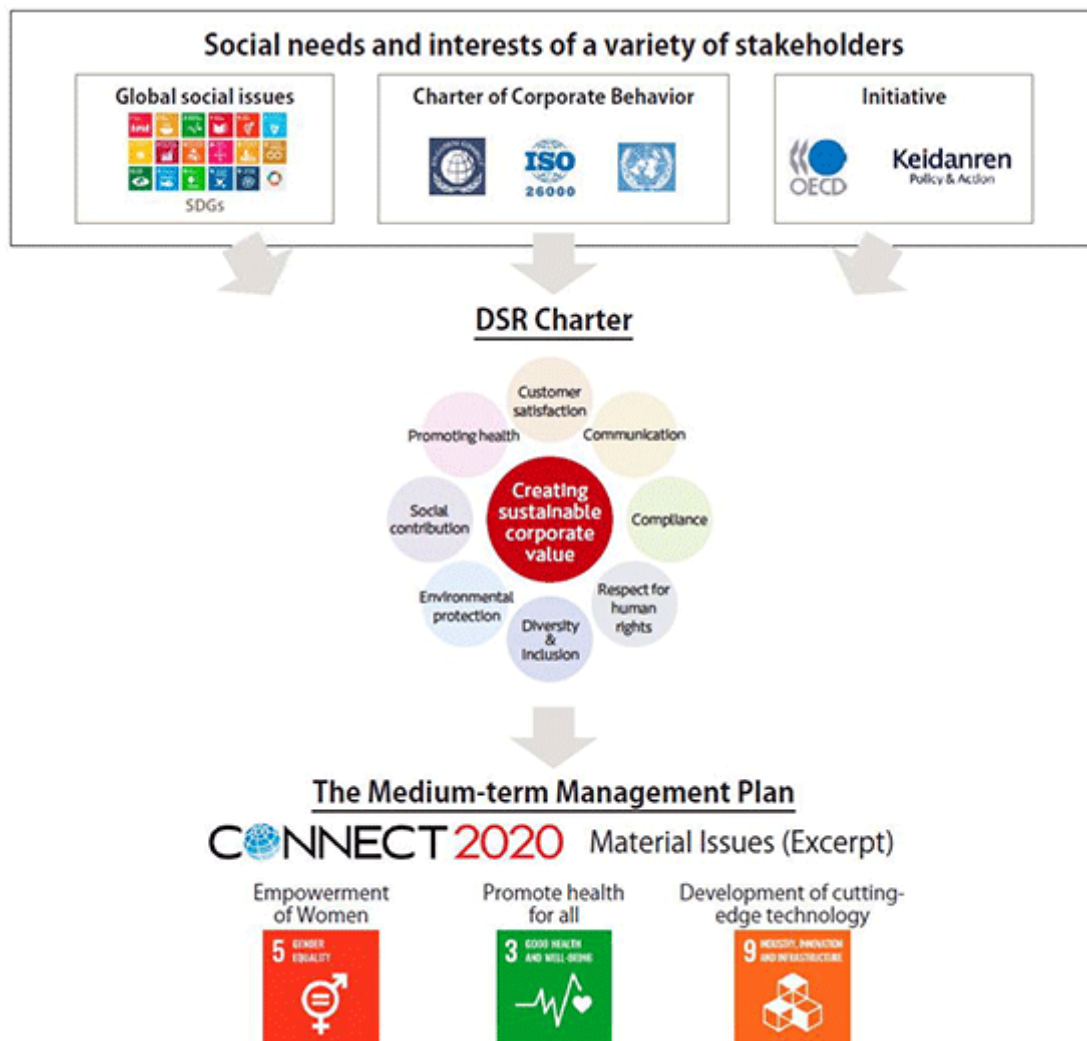 Social needs and interests of a variety of stakeholders
Global social issues
SDGs
Charter of Corporate Behavior
ISO
26000
Initiative
OECD
Keidanren
Policy & Action
DSR Charter
Customer
satisfaction
Communication
Compliance
Respect for
human
rights
Diversity
&
Inclusion
Environmental
protection
Social
contribution
Promoting health
Creating
sustainable
corporate
value
The Medium-term Management Plan
CONNECT 2020 Material Issues (Excerpt)
Empowerment
of Women
5 GENDER
EQUALITY
Promote health
for all
3 GOOD HEALTH
AND WELL-BEING
Development of cutting-
edge technology
9 INDUSTRY, INNOVATION
AND INFRASTRUCTURE